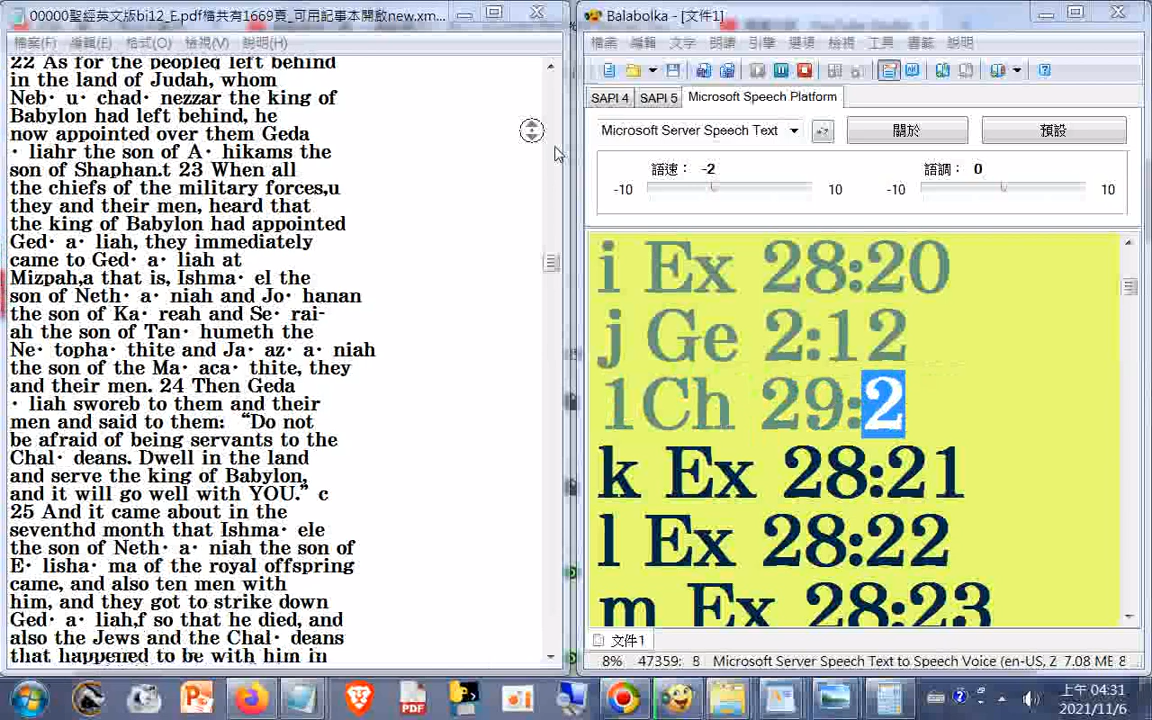 00000聖經英文版bi12_E.pdf檔共有1669頁_可用記事本開啟new.xm...
檔案(F) 編輯(E) 格式(O) 檢視(V) 說明(H)
22 As for the peopleq left behind
in the land of Judah, whom
Neb· u· chad· nezzar the king of
Babylon had left behind, he
now appointed over them Geda
· liahr the son of A· hikams the
son of Shaphan.t 23 When all
the chiefs of the military forces,u
they and their men, heard that
the king of Babylon had appointed
Ged· a· liah, they immediately
came to Ged· a· liah at
Mizpah,a that is, Ishma· el the
son of Neth· a· niah and Jo· hanan
the son of Ka· reah and Se· rai-
ah the son of Tan· humeth the
Ne· topha· thite and Ja· az· a· niah
the son of the Ma· aca· thite, they
and their men. 24 Then Geda
· liah sworeb to them and their
men and said to them: “Do not
be afraid of being servants to the
Chal· deans. Dwell in the land
and serve the king of Babylon,
and it will go well with YOU.” c
25 And it came about in the
seventhd month that Ishma· ele
the son of Neth· a· niah the son of
E· lisha· ma of the royal offspring
came, and also ten men with
him, and they got to strike down
Ged· a· liah,f so that he died, and
also the Jews and the Chal· deans
that happened to be with him in
Balabolka - [文件1]
檔案 編輯 文字 朗讀 引擎 選項 檢視 工具 書籤 說明
SAPI 4 SAPI 5 Microsoft Speech Platform
Microsoft Server Speech Text 關於 預設
語速： -2 語調： 0
-10 10 -10 10
i Ex 28:20
j Ge 2:12
1Ch 29:2
k Ex 28:21
l Ex 28:22
m Ex 28:23
文件1
8% 47359: 8 Microsoft Server Speech Text to Speech Voice (en-US, Z 7.08 MB 8
PDF
上午 04:31
2021/11/6